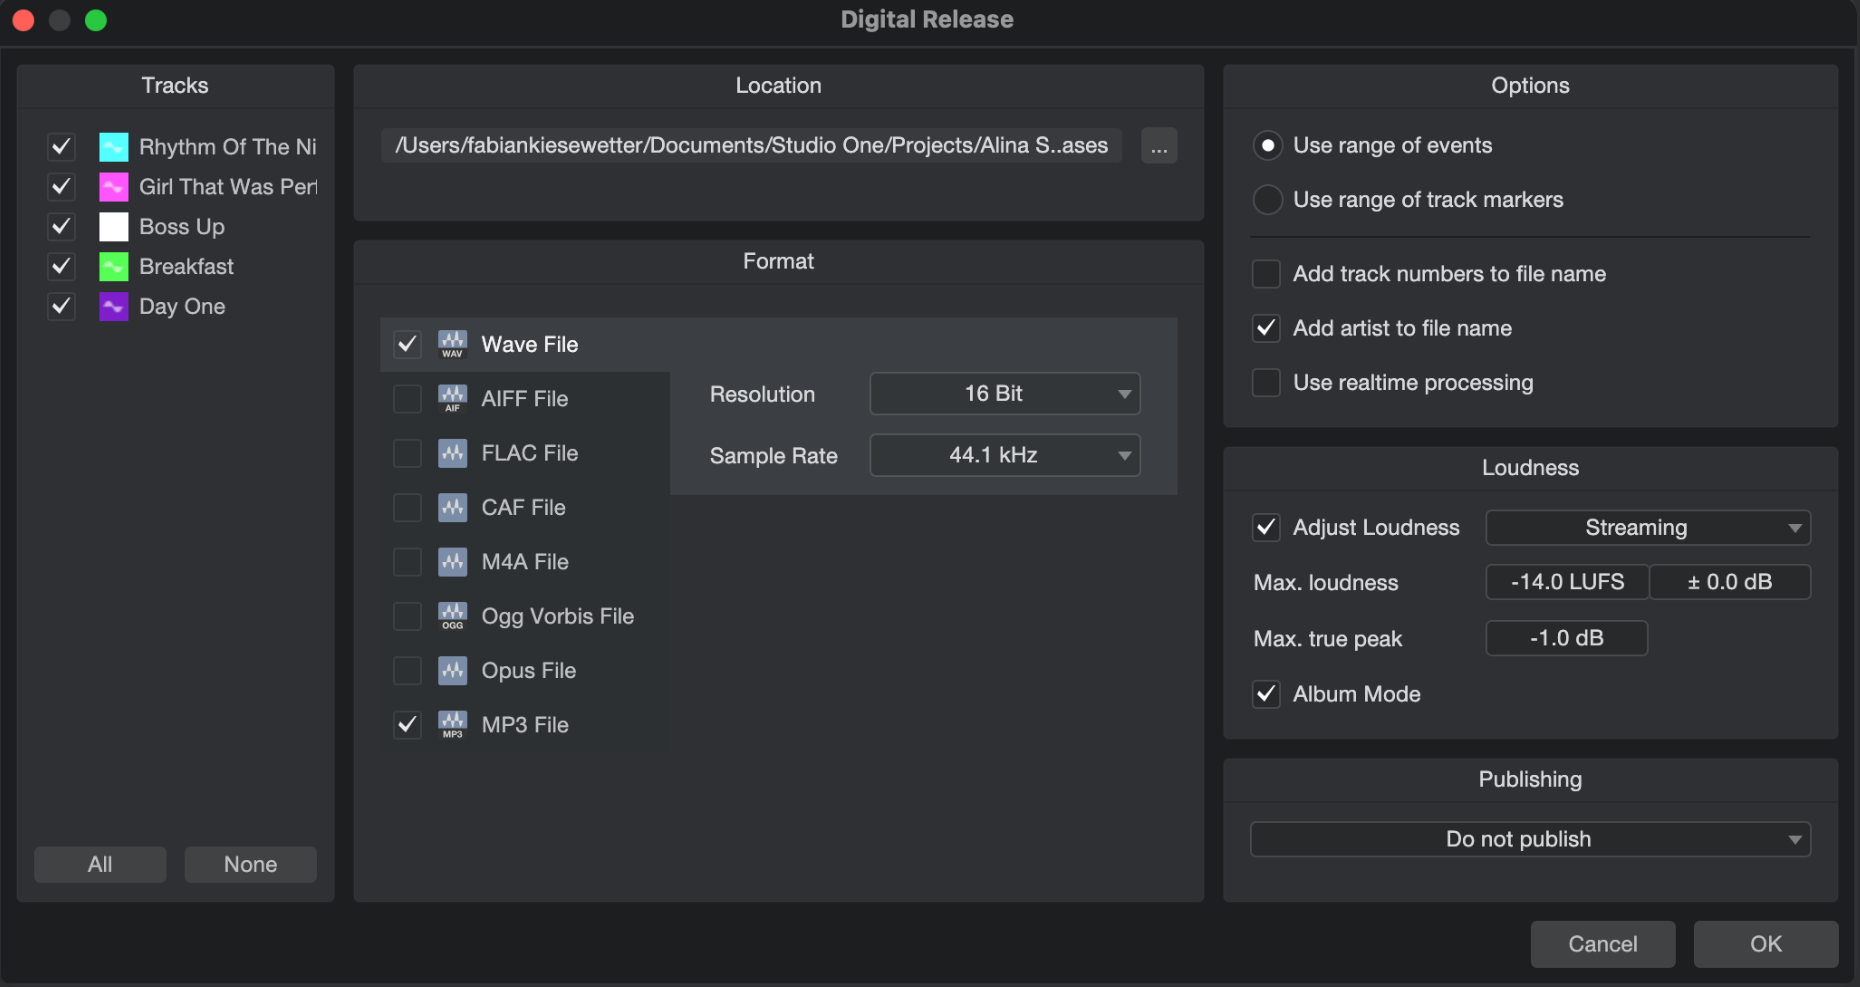 Digital Release
Tracks
Rhythm Of The Ni
Girl That Was Perf
Boss Up
Breakfast
Day One
All
None
Location
/Users/fabiankiesewetter/Documents/Studio One/Projects/Alina S..ases
...
Format
WAV
Wave File
AIF
AIFF File
FLAC File
CAF File
M4A File
OGG
Ogg Vorbis File
Opus File
MP3
MP3 File
Resolution
16 Bit
Sample Rate
44.1 kHz
Options
Use range of events
Use range of track markers
Add track numbers to file name
Add artist to file name
Use realtime processing
Loudness
Adjust Loudness
Streaming
Max. loudness
-14.0 LUFS
± 0.0 dB
Max. true peak
-1.0 dB
Album Mode
Publishing
Do not publish
Cancel
OK